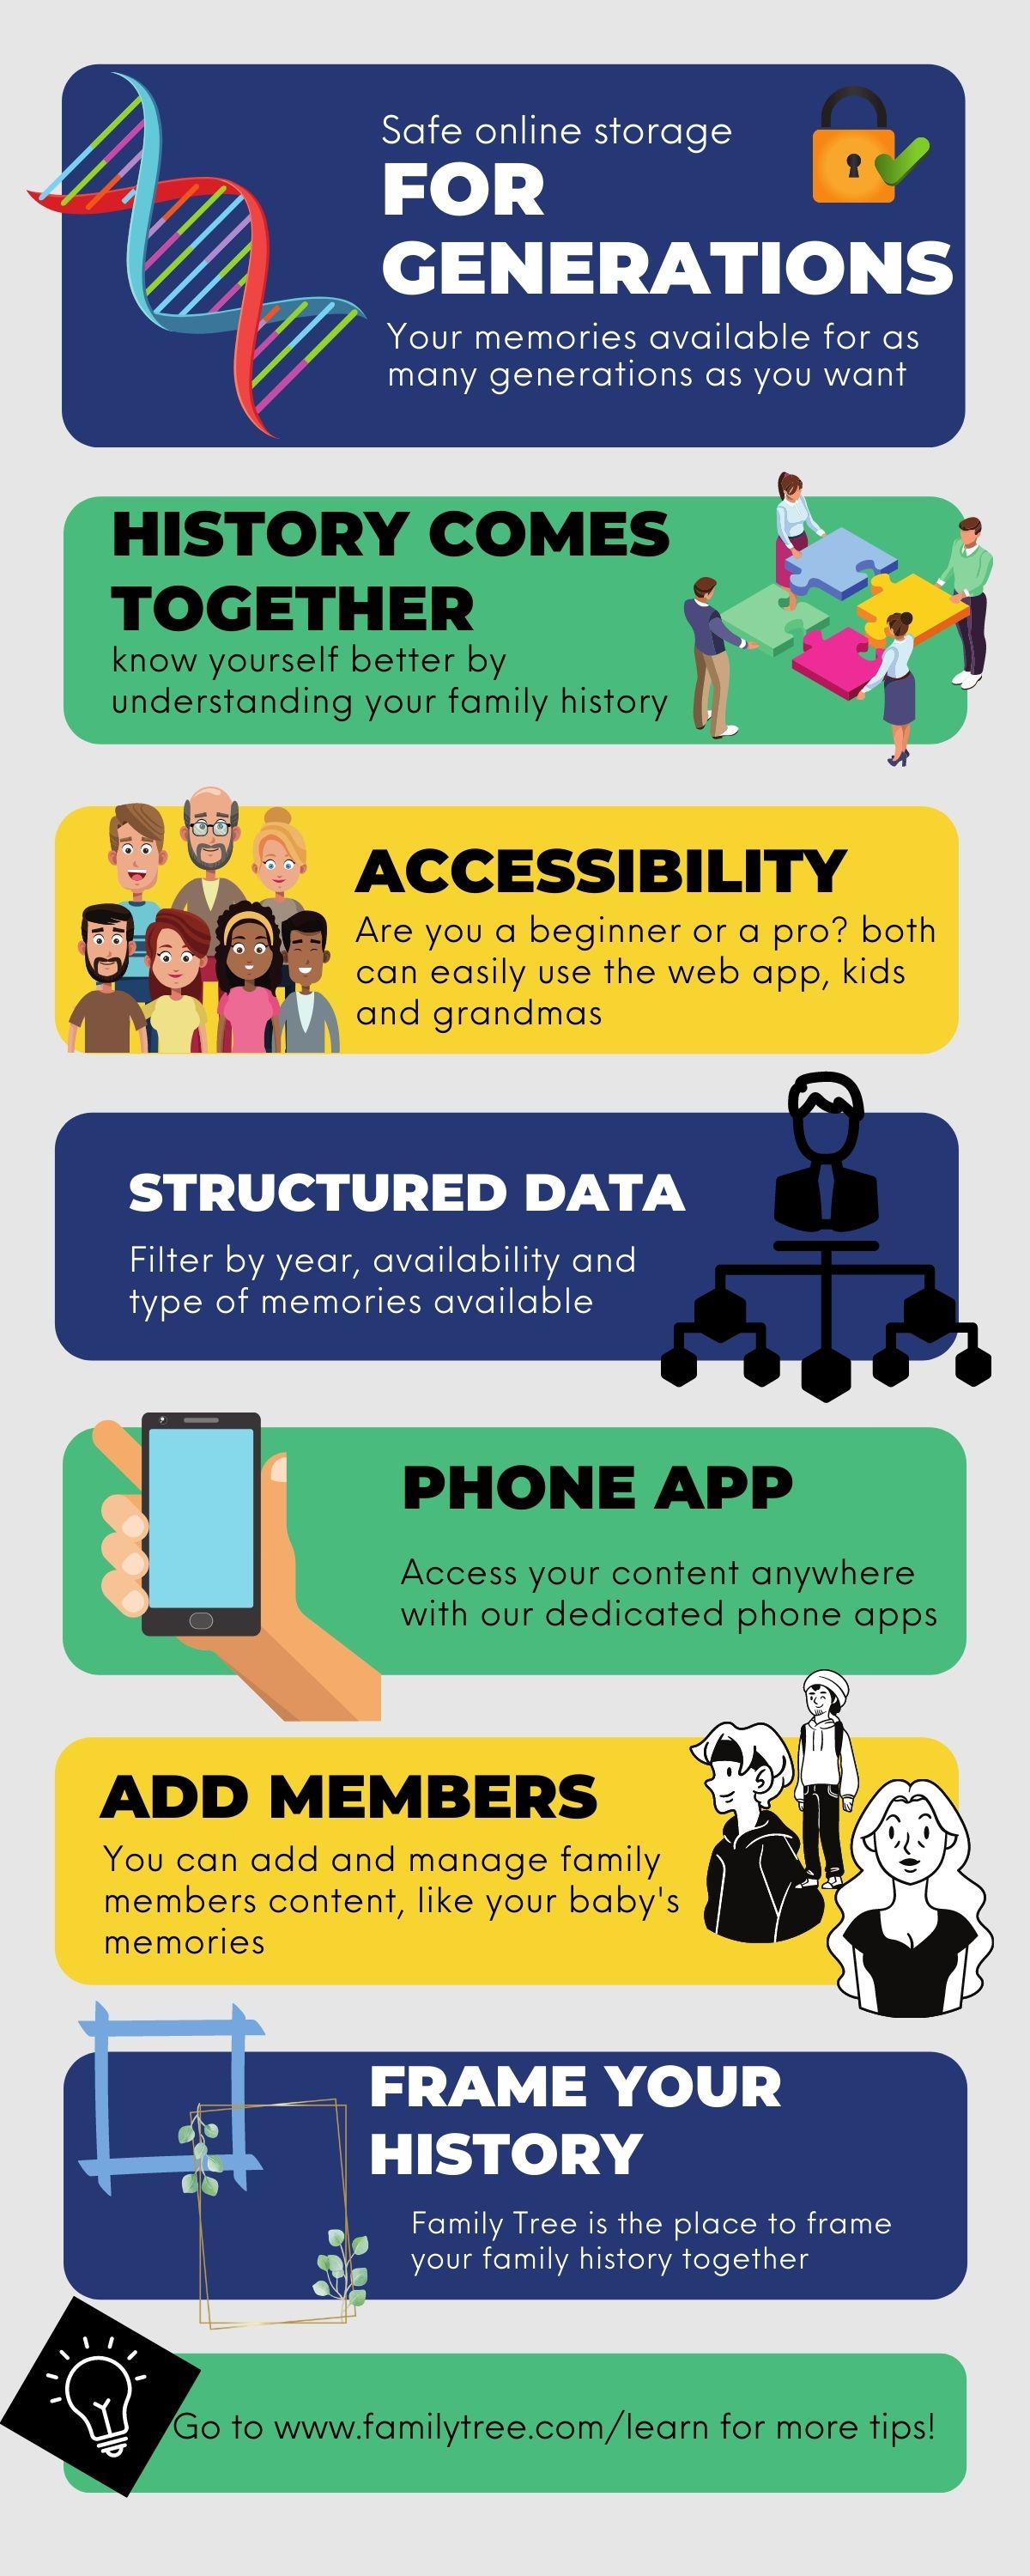 Safe online storage
FOR
GENERATIONS
Your memories available for as
many generations as you want
HISTORY COMES
TOGETHER
know yourself better by
understanding your family history
ACCESSIBILITY
Are you a beginner or a pro? both
can easily use the web app, kids
and grandmas
STRUCTURED DATA
Filter by year, availability and
type of memories available
PHONE APP
Access your content anywhere
with our dedicated phone apps
ADD MEMBERS
You can add and manage family
members content, like your baby's
memories
FRAME YOUR
HISTORY
Family Tree is the place to frame
your family history together
Go to www.familytree.com/learn for more tips!